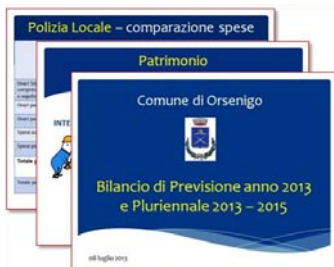 Polizia Locale – comparazione spese
Patrimonio
INTE
Comune di Orsenigo
Bilancio di Previsione anno 2013
e Pluriennale 2013 – 2015
08 luglio 2013